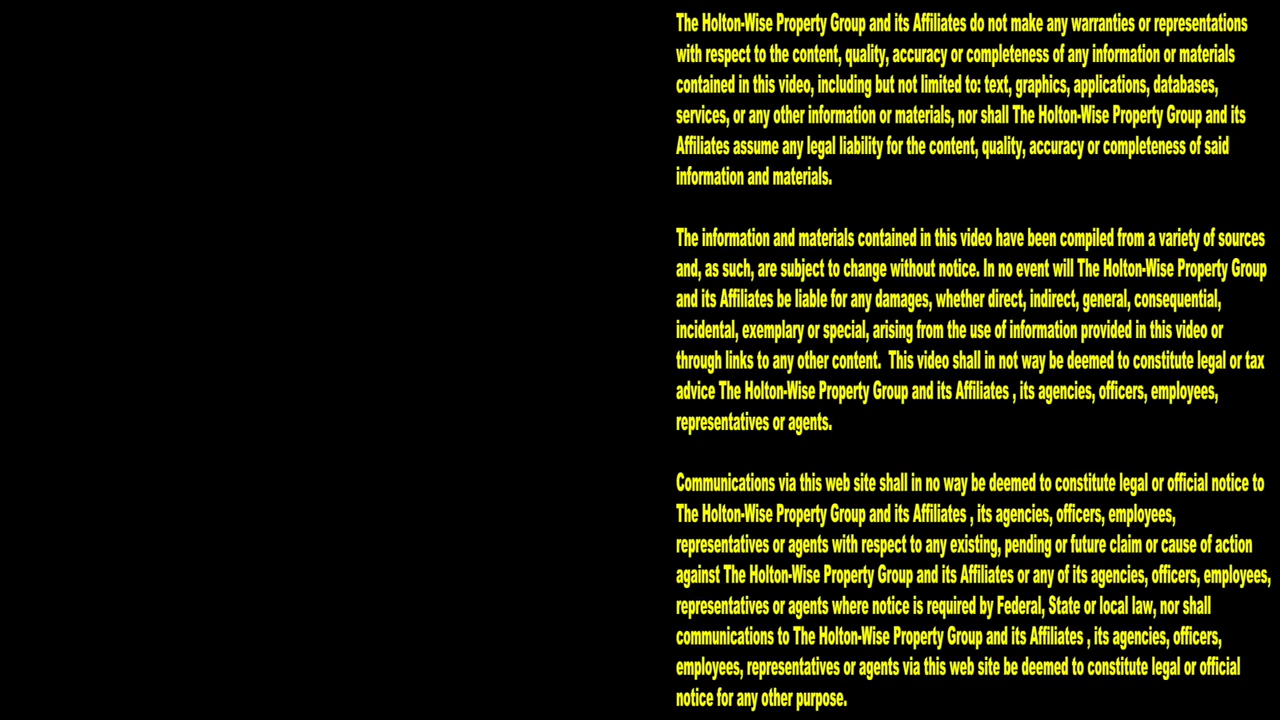 The Holton-Wise Property Group and its Affiliates do not make any warranties or representations
with respect to the content, quality, accuracy or completeness of any information or materials
contained in this video, including but not limited to: text, graphics, applications, databases,
services, or any other information or materials, nor shall The Holton-Wise Property Group and its
Affiliates assume any legal liability for the content, quality, accuracy or completeness of said
information and materials.
The information and materials contained in this video have been compiled from a variety of sources
and, as such, are subject to change without notice. In no event will The Holton-Wise Property Group
and its Affiliates be liable for any damages, whether direct, indirect, general, consequential,
incidental, exemplary or special, arising from the use of information provided in this video or
through links to any other content.  This video shall in not way be deemed to constitute legal or tax
advice The Holton-Wise Property Group and its Affiliates , its agencies, officers, employees,
representatives or agents.
Communications via this web site shall in no way be deemed to constitute legal or official notice to
The Holton-Wise Property Group and its Affiliates , its agencies, officers, employees,
representatives or agents with respect to any existing, pending or future claim or cause of action
against The Holton-Wise Property Group and its Affiliates or any of its agencies, officers, employees,
representatives or agents where notice is required by Federal, State or local law, nor shall
communications to The Holton-Wise Property Group and its Affiliates , its agencies, officers,
employees, representatives or agents via this web site be deemed to constitute legal or official
notice for any other purpose.